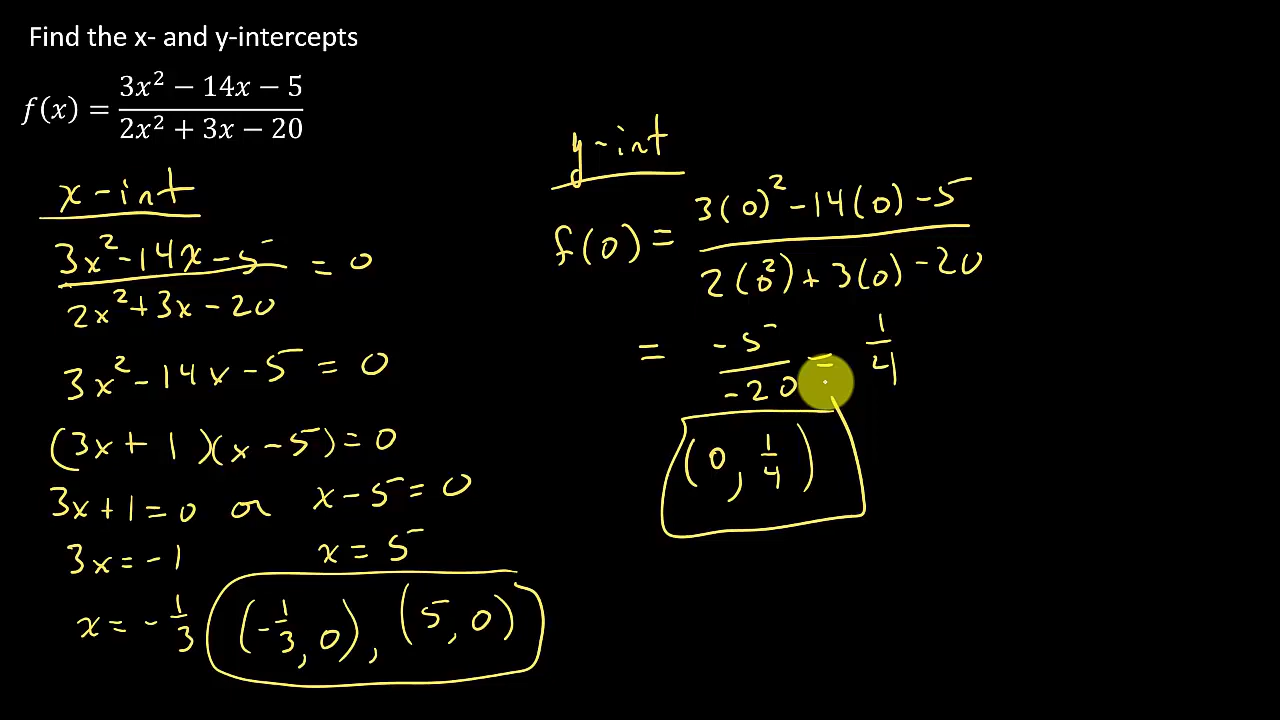 Find the x- and y-intercepts
f(x) = (3x² − 14x − 5)/(2x² + 3x − 20)
x-int
(3x² - 14x - 5)/(2x² + 3x - 20) = 0
3x² - 14x - 5 = 0
(3x + 1)(x - 5) = 0
3x + 1 = 0 or x - 5 = 0
3x = -1 x = 5
x = -1/3 (-1/3, 0), (5, 0)
y-int
f(0) = (3(0)² - 14(0) - 5)/(2(0²) + 3(0) - 20)
= -5/-20 = 1/4
(0, 1/4)